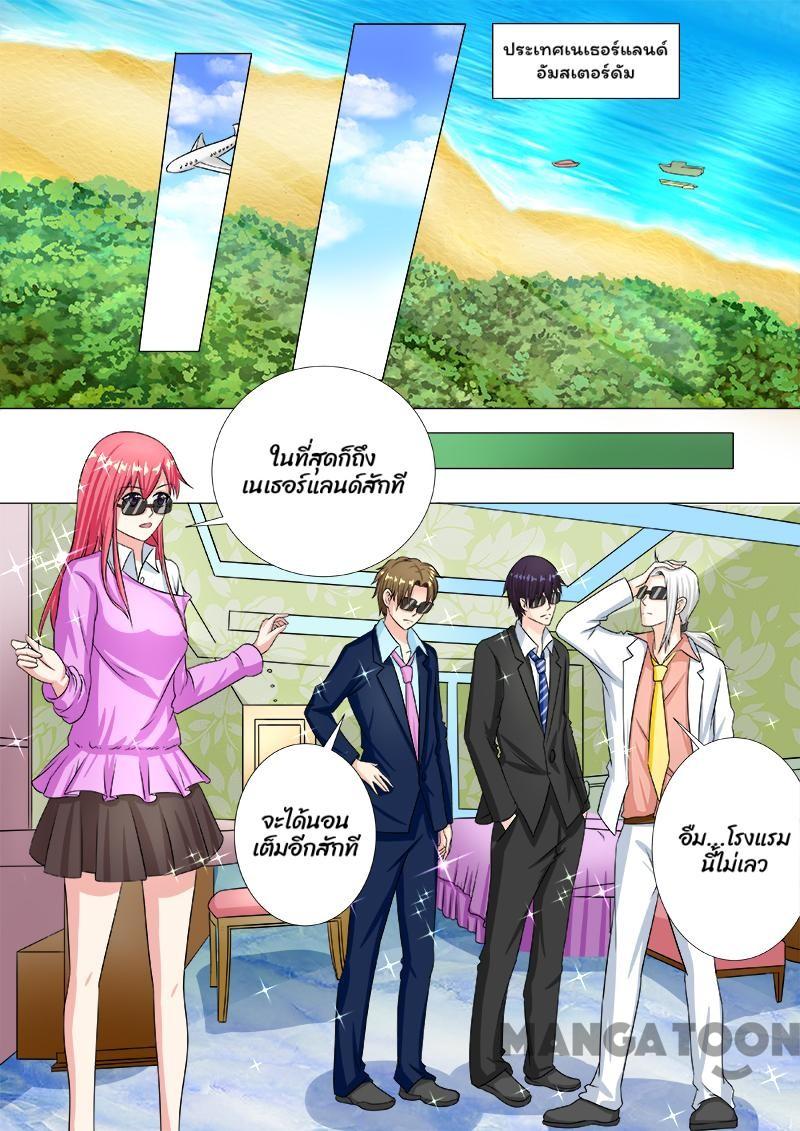 ประเทศเนเธอร์แลนด์
อัมสเตอร์ดัม
ในที่สุดก็ถึง
เนเธอร์แลนด์สักที
จะได้นอน
เต็มอีกสักที
อืม...โรงแรม
นี้ไม่เลว
MANGATOON